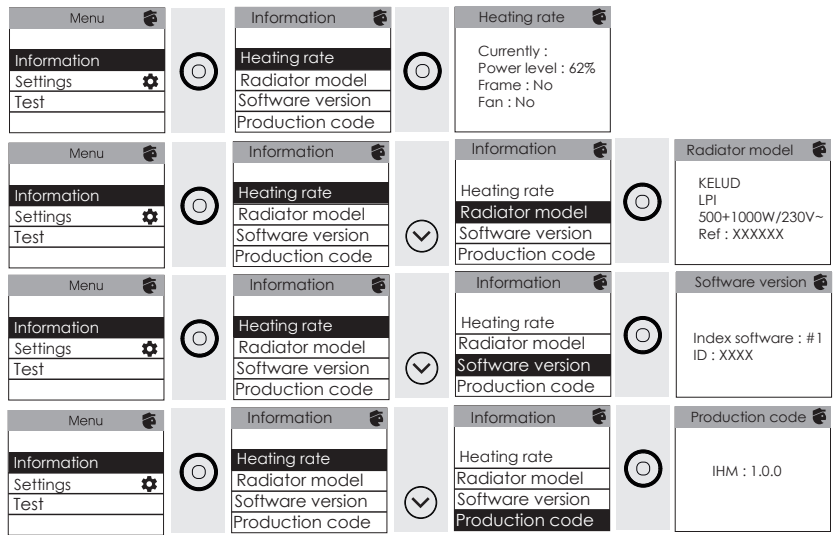 Menu
Information
Settings
Test
Information
Heating rate
Radiator model
Software version
Production code
Heating rate
Currently :
Power level : 62%
Frame : No
Fan : No
Menu
Information
Settings
Test
Information
Heating rate
Radiator model
Software version
Production code
Information
Heating rate
Radiator model
Software version
Production code
Radiator model
KELUD
LPI
500+1000W/230V~
Ref : XXXXXX
Menu
Information
Settings
Test
Information
Heating rate
Radiator model
Software version
Production code
Information
Heating rate
Radiator model
Software version
Production code
Software version
Index software : #1
ID : XXXX
Menu
Information
Settings
Test
Information
Heating rate
Radiator model
Software version
Production code
Information
Heating rate
Radiator model
Software version
Production code
Production code
IHM : 1.0.0